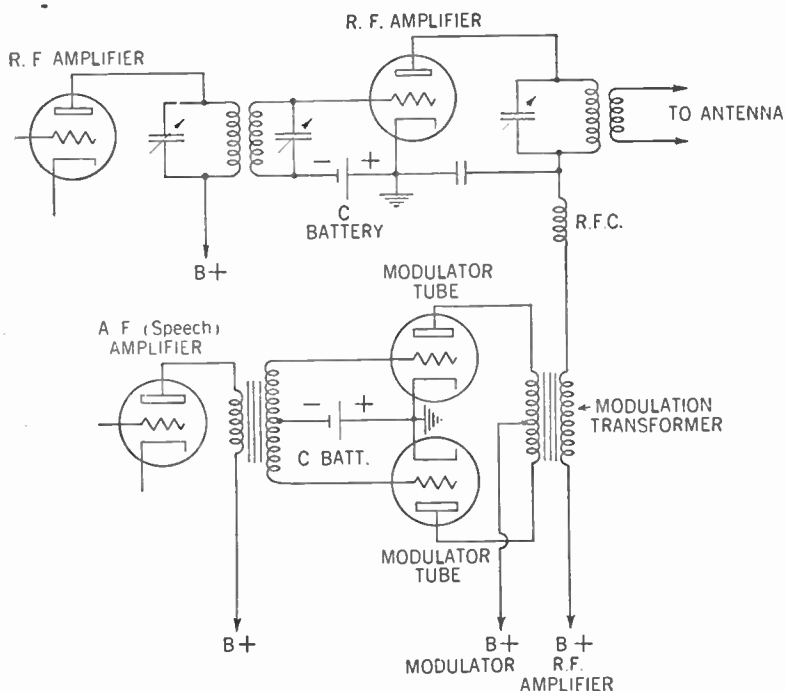 R. F. AMPLIFIER
R. F AMPLIFIER
TO ANTENNA
- +
C
BATTERY
R.F.C.
B+
MODULATOR
TUBE
A F (Speech)
AMPLIFIER
- +
C BATT.
MODULATION
TRANSFORMER
MODULATOR
TUBE
B+
B+
MODULATOR
B+
R.F.
AMPLIFIER